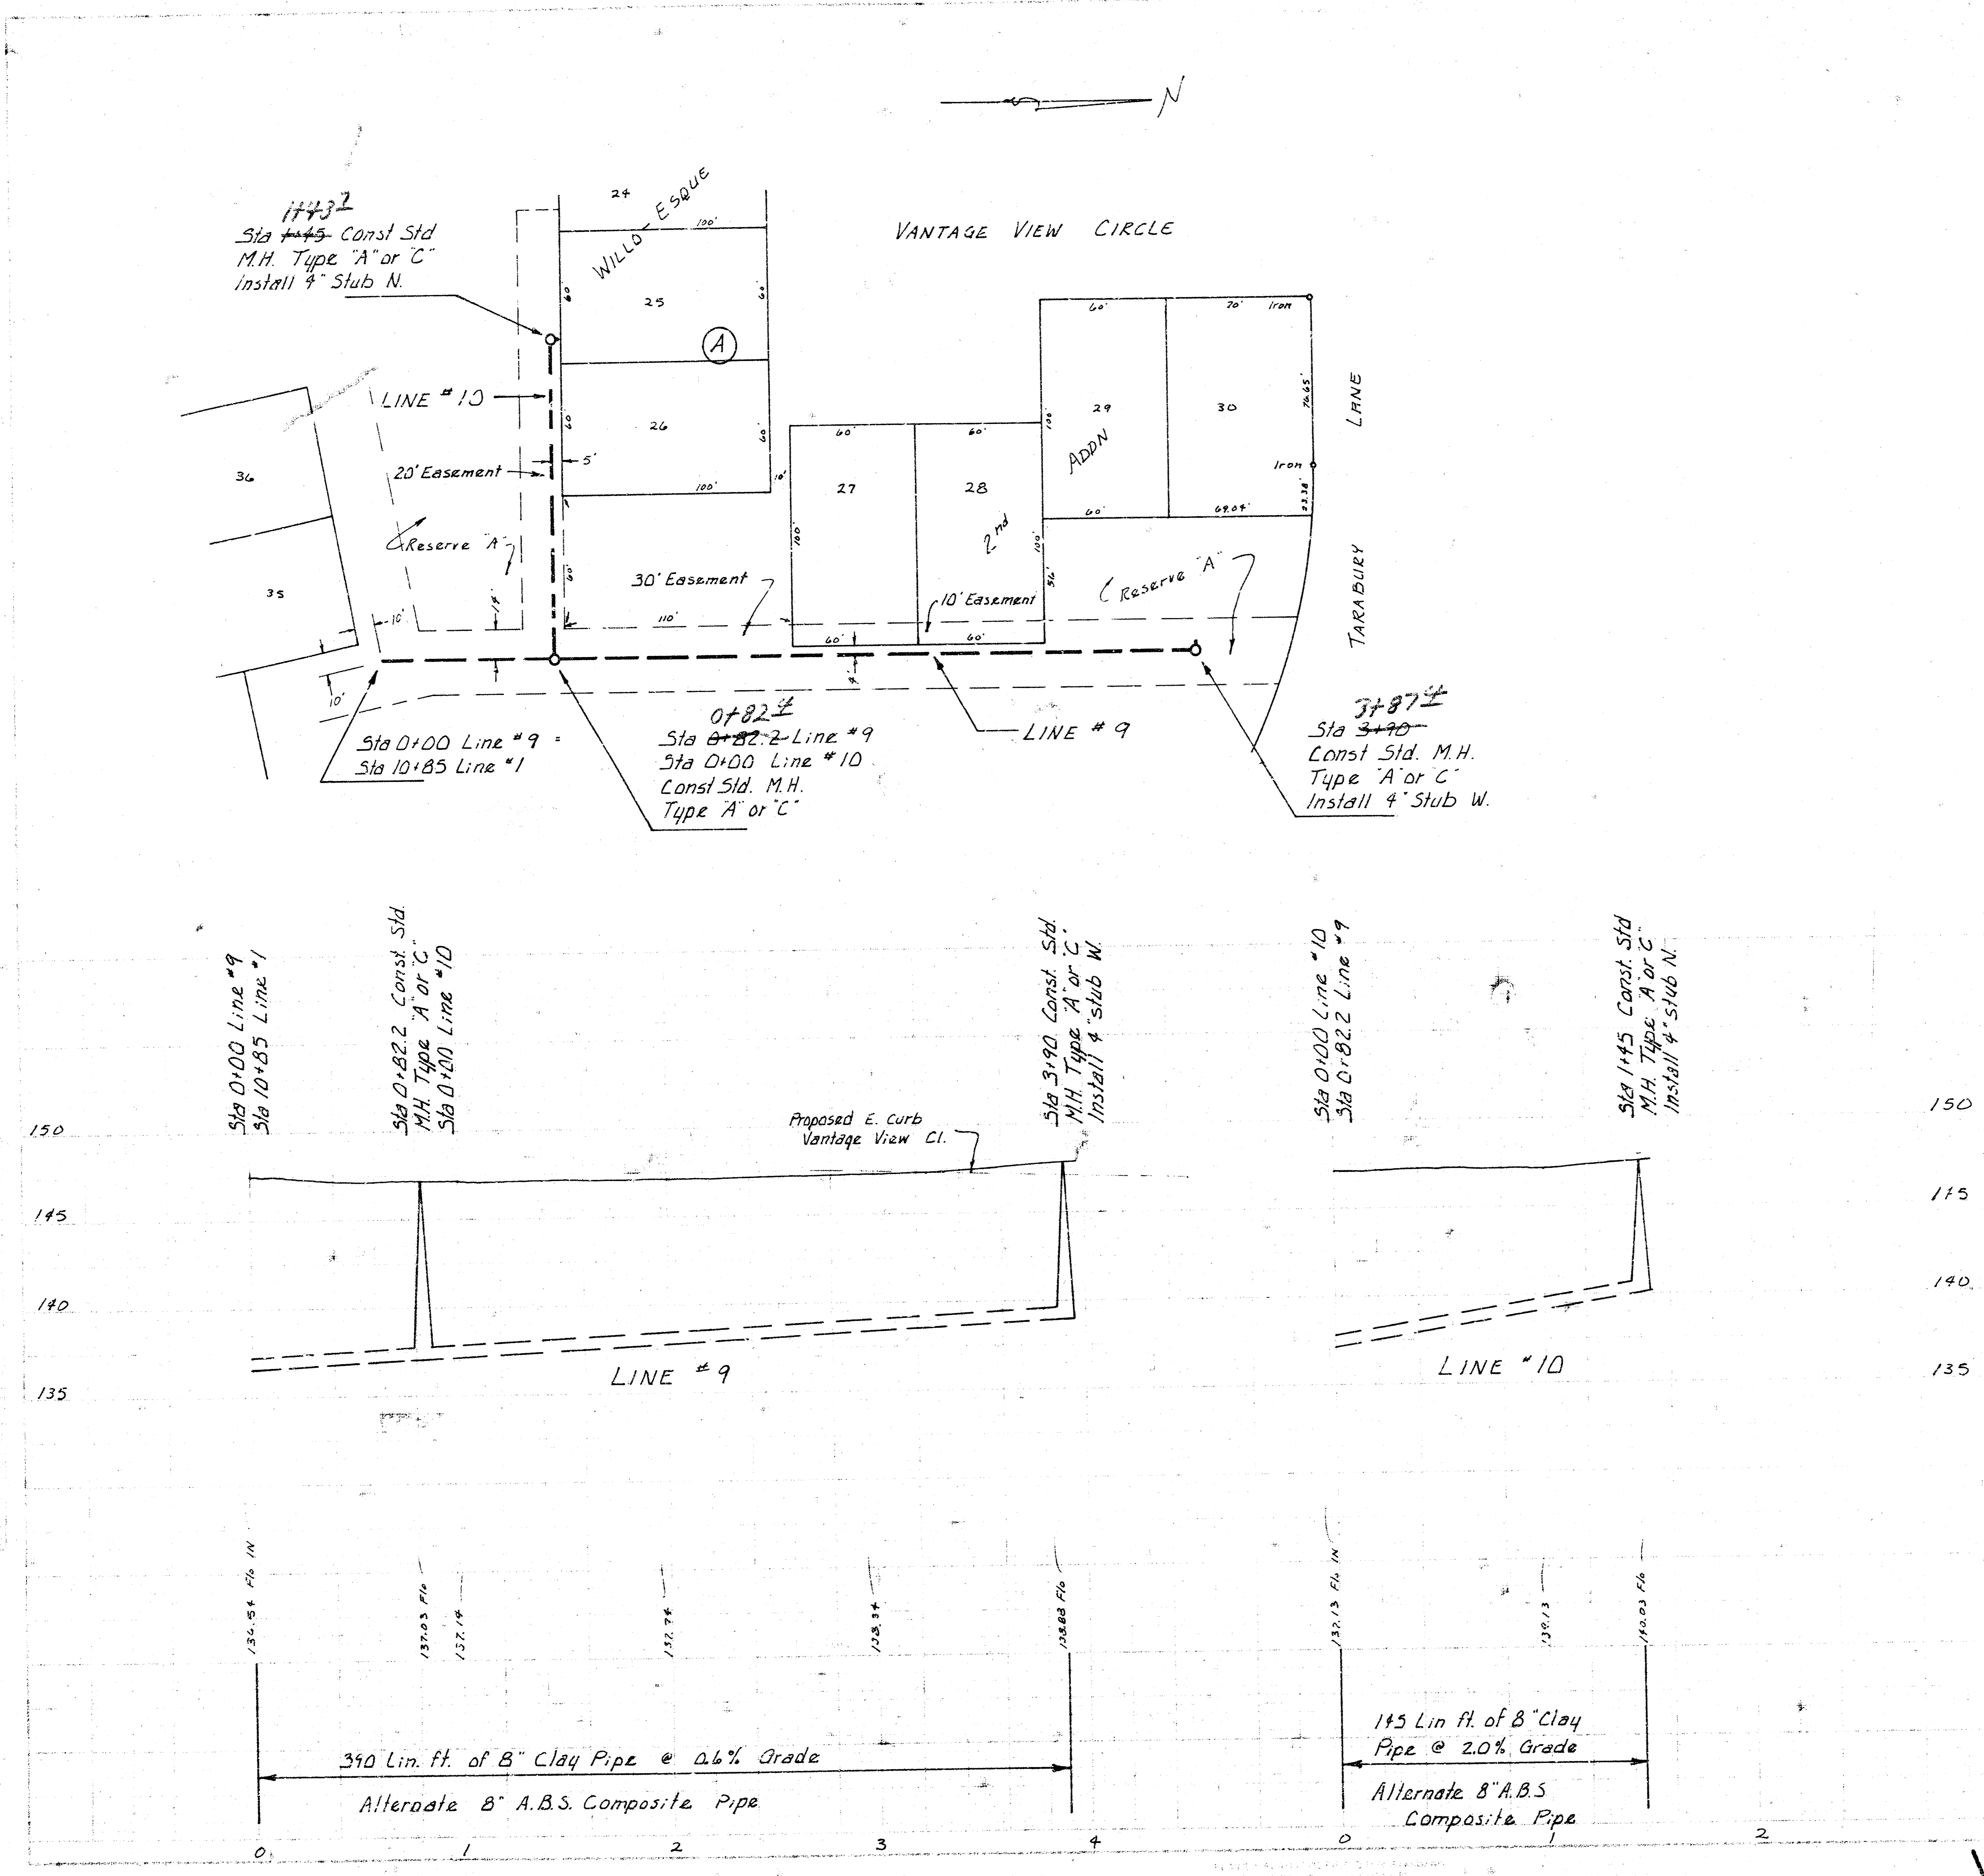 N
24
WILLO ESQUE
100'
VANTAGE VIEW CIRCLE
Sta 1+45 Const Std
M.H. Type "A" or "C"
Install 4" Stub N.
60
25
60
A
LINE #10
60
26
60
20' Easement
5'
100'
10'
36
35
Reserve "A"
10'
14'
60'
30' Easement
110'
10'
60'
60'
27
28
100'
100'
2nd
10' Easement
60'
60'
60'
70'
Iron
29
30
100'
ADDN
76.65'
Iron
23.38'
60'
69.04'
LANE
TARABURY
Reserve "A"
Sta 0+00 Line #9 =
Sta 10+85 Line #1
Sta 0+82.2 Line #9
Sta 0+00 Line #10
Const Std. M.H.
Type "A" or "C"
LINE #9
Sta 3+90
Const Std. M.H.
Type "A" or "C"
Install 4" Stub W.
Sta 0+00 Line #9
Sta 10+85 Line #1
Sta 0+82.2 Const. Std.
M.H. Type "A" or "C"
Sta 0+00 Line #10
Sta 3+90 Const. Std.
M.H. Type "A" or "C"
Install 4" stub W.
Sta 0+00 Line #10
Sta 0+82.2 Line #9
Sta 1+45 Const. Std
M.H. Type "A" or "C"
Install 4" stub N.
150
Proposed E. Curb
Vantage View Cl.
150
145
145
140
140
135
135
LINE #9
LINE #10
136.54 Flo IN
137.03 Flo
137.14
137.74
138.34
138.88 Flo
137.13 Flo IN
139.13
140.03 Flo
390 Lin. ft. of 8" Clay Pipe @ 0.6% Grade
Alternate 8" A.B.S. Composite Pipe
145 Lin ft. of 8" Clay
Pipe @ 2.0% Grade
Alternate 8" A.B.S
Composite Pipe
0 1 2 3 4 0 1 2